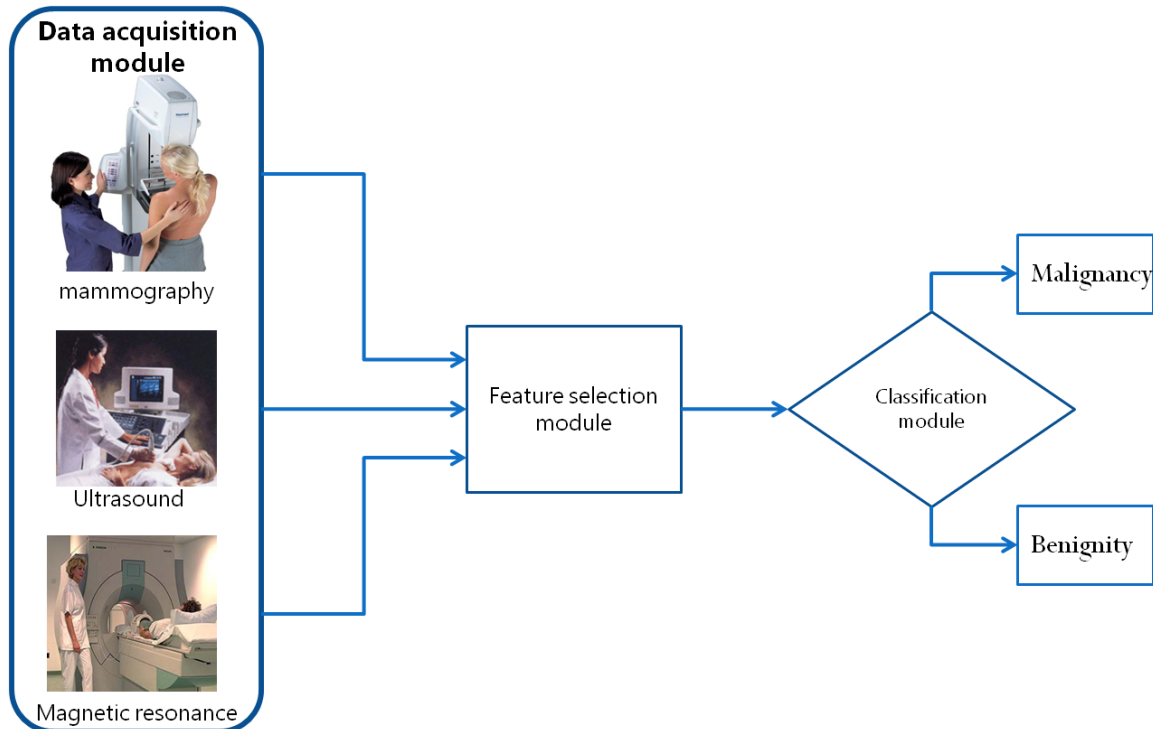 Data acquisition
module
mammography
Ultrasound
Magnetic resonance
Feature selection
module
Classification
module
Malignancy
Benignity